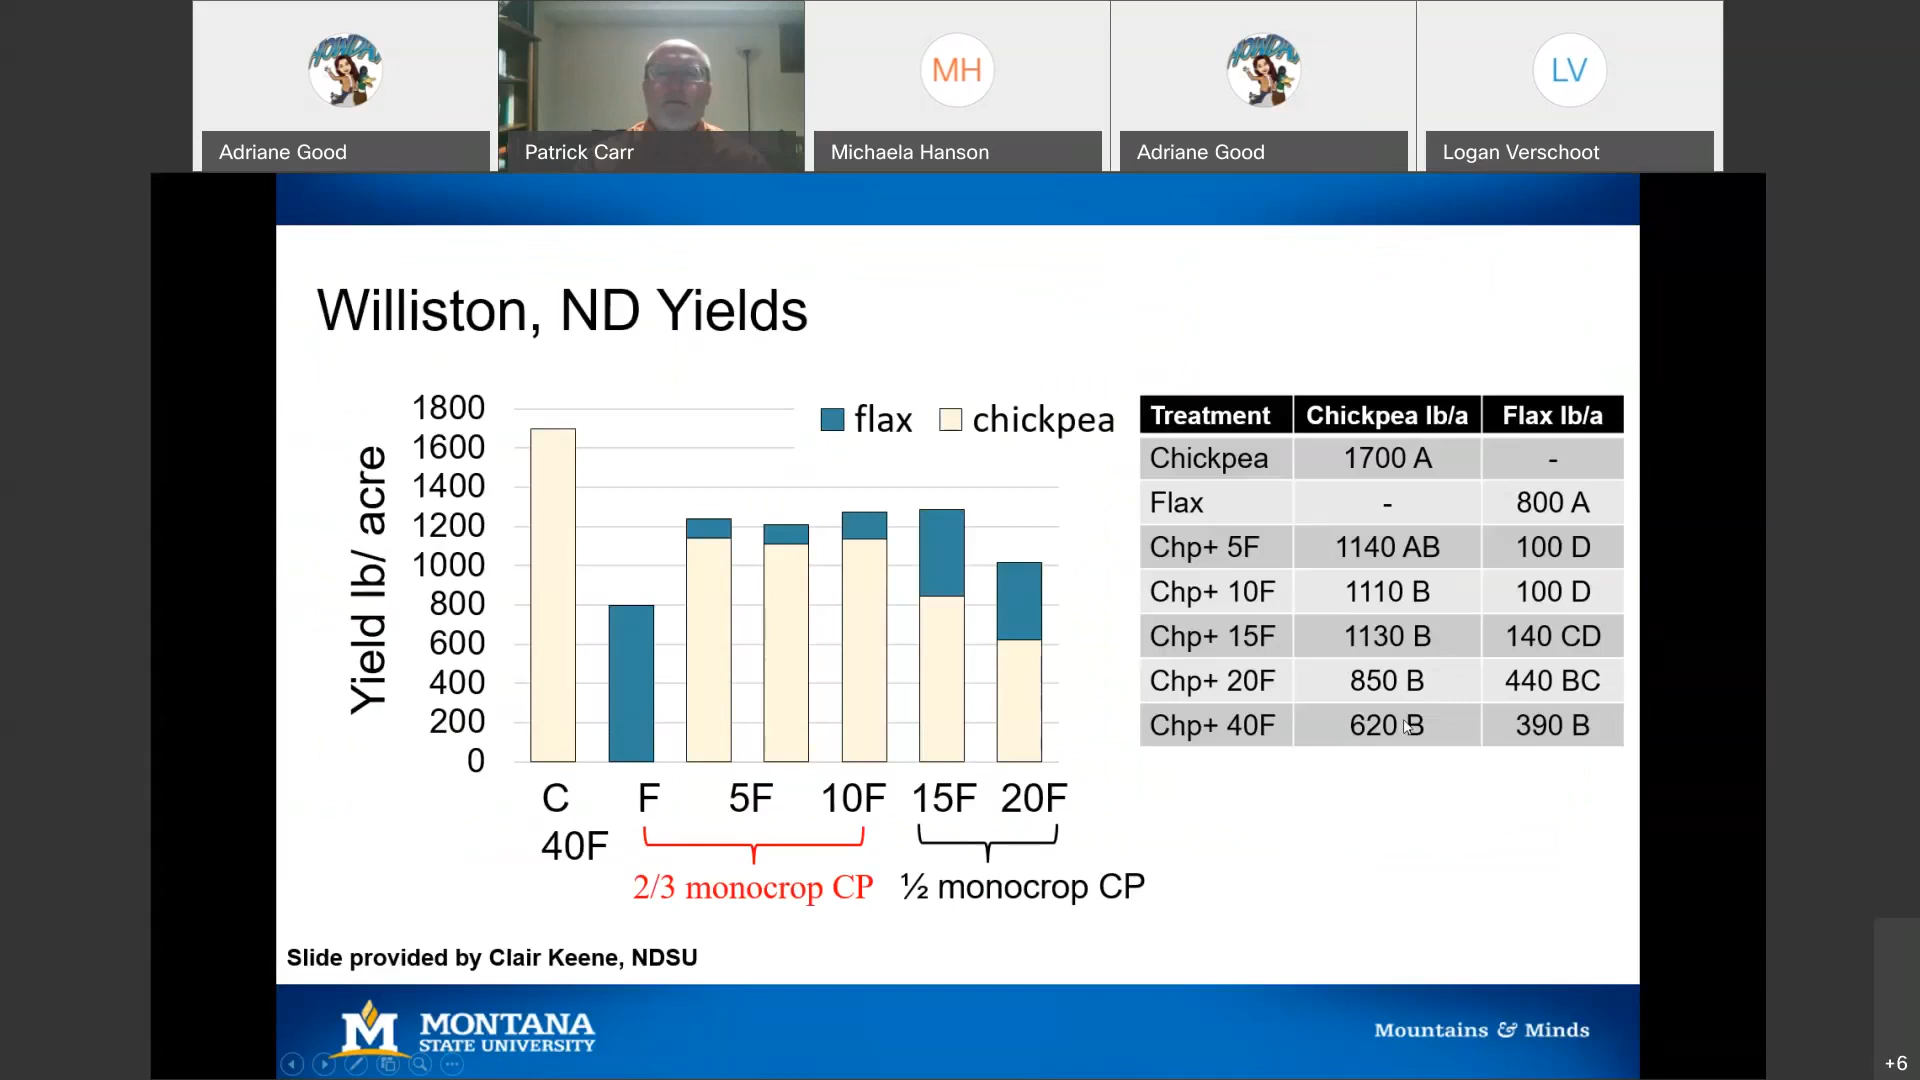 HOWDY
MH
HOWDY
LV
Adriane Good
Patrick Carr
Michaela Hanson
Adriane Good
Logan Verschoot
Williston, ND Yields
Yield lb/ acre
1800
1600
1400
1200
1000
800
600
400
200
0
flax chickpea
C F 5F 10F 15F 20F
40F
2/3 monocrop CP
½ monocrop CP
Treatment Chickpea lb/a Flax lb/a
Chickpea 1700 A -
Flax - 800 A
Chp+ 5F 1140 AB 100 D
Chp+ 10F 1110 B 100 D
Chp+ 15F 1130 B 140 CD
Chp+ 20F 850 B 440 BC
Chp+ 40F 620 B 390 B
Slide provided by Clair Keene, NDSU
M MONTANA
STATE UNIVERSITY
Mountains & Minds
+6